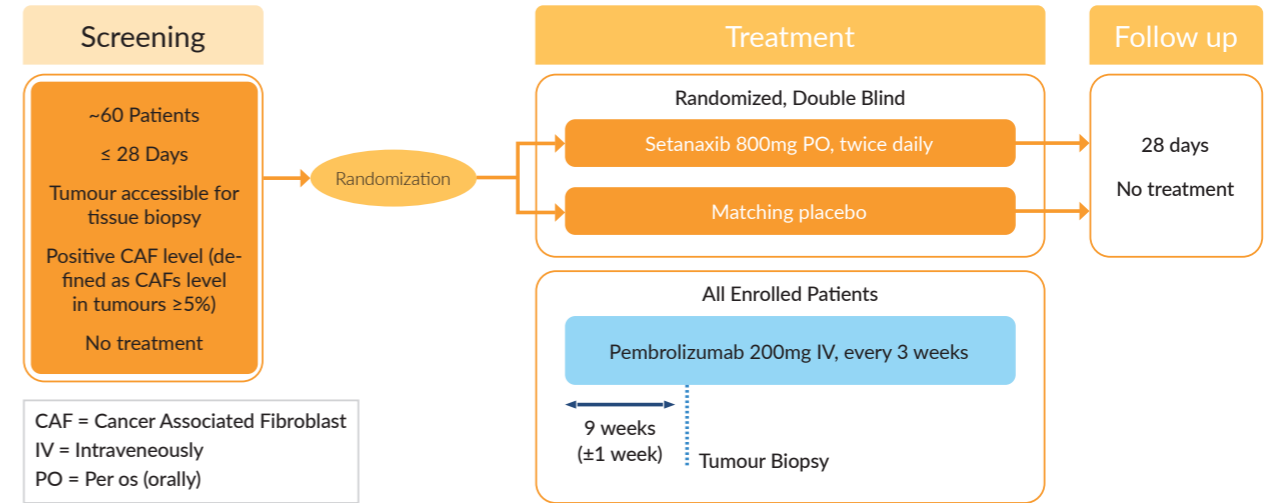 Screening
Treatment
Follow up
~60 Patients
≤ 28 Days
Tumour accessible for
tissue biopsy
Positive CAF level (de-
fined as CAFs level
in tumours ≥5%)
No treatment
Randomization
Randomized, Double Blind
Setanaxib 800mg PO, twice daily
Matching placebo
28 days
No treatment
All Enrolled Patients
Pembrolizumab 200mg IV, every 3 weeks
9 weeks
(±1 week)
Tumour Biopsy
CAF = Cancer Associated Fibroblast
IV = Intraveneously
PO = Per os (orally)